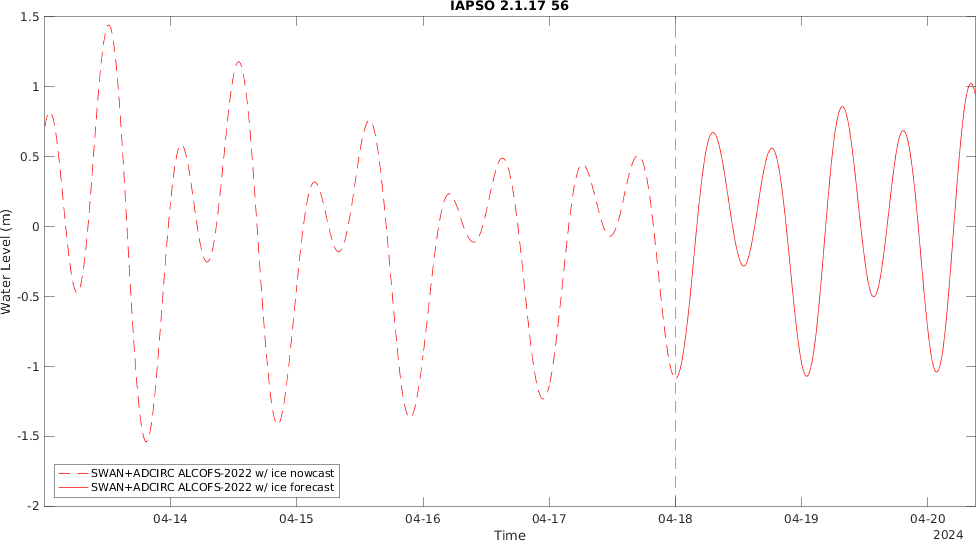 IAPSO 2.1.17 56
1.5
1
0.5
0
-0.5
-1
-1.5
-2
Water Level (m)
SWAN+ADCIRC ALCOFS-2022 w/ ice nowcast
SWAN+ADCIRC ALCOFS-2022 w/ ice forecast
04-14 04-15 04-16 04-17 04-18 04-19 04-20
Time
2024